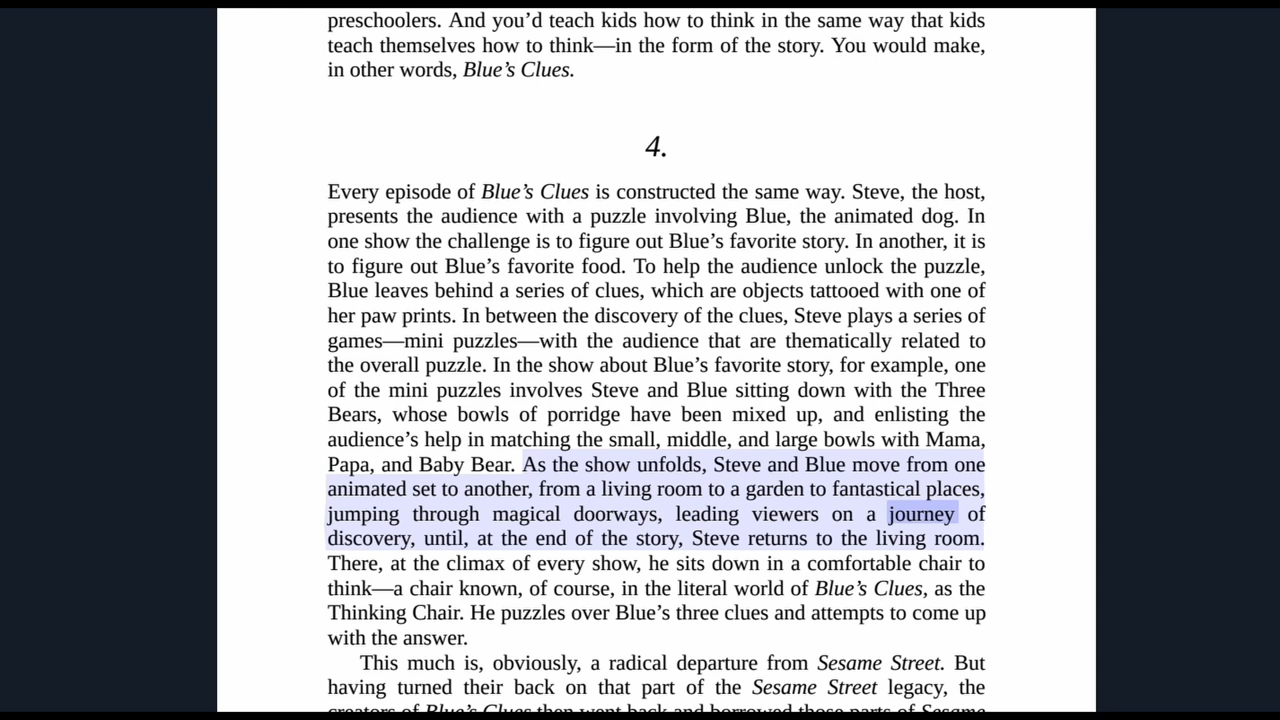 preschoolers. And you’d teach kids how to think in the same way that kids
teach themselves how to think—in the form of the story. You would make,
in other words, Blue’s Clues.
4.
Every episode of Blue’s Clues is constructed the same way. Steve, the host,
presents the audience with a puzzle involving Blue, the animated dog. In
one show the challenge is to figure out Blue’s favorite story. In another, it is
to figure out Blue’s favorite food. To help the audience unlock the puzzle,
Blue leaves behind a series of clues, which are objects tattooed with one of
her paw prints. In between the discovery of the clues, Steve plays a series of
games—mini puzzles—with the audience that are thematically related to
the overall puzzle. In the show about Blue’s favorite story, for example, one
of the mini puzzles involves Steve and Blue sitting down with the Three
Bears, whose bowls of porridge have been mixed up, and enlisting the
audience’s help in matching the small, middle, and large bowls with Mama,
Papa, and Baby Bear. As the show unfolds, Steve and Blue move from one
animated set to another, from a living room to a garden to fantastical places,
jumping through magical doorways, leading viewers on a journey of
discovery, until, at the end of the story, Steve returns to the living room.
There, at the climax of every show, he sits down in a comfortable chair to
think—a chair known, of course, in the literal world of Blue’s Clues, as the
Thinking Chair. He puzzles over Blue’s three clues and attempts to come up
with the answer.
This much is, obviously, a radical departure from Sesame Street. But
having turned their back on that part of the Sesame Street legacy, the
creators of Blue’s Clues then went back and borrowed those parts of Sesame